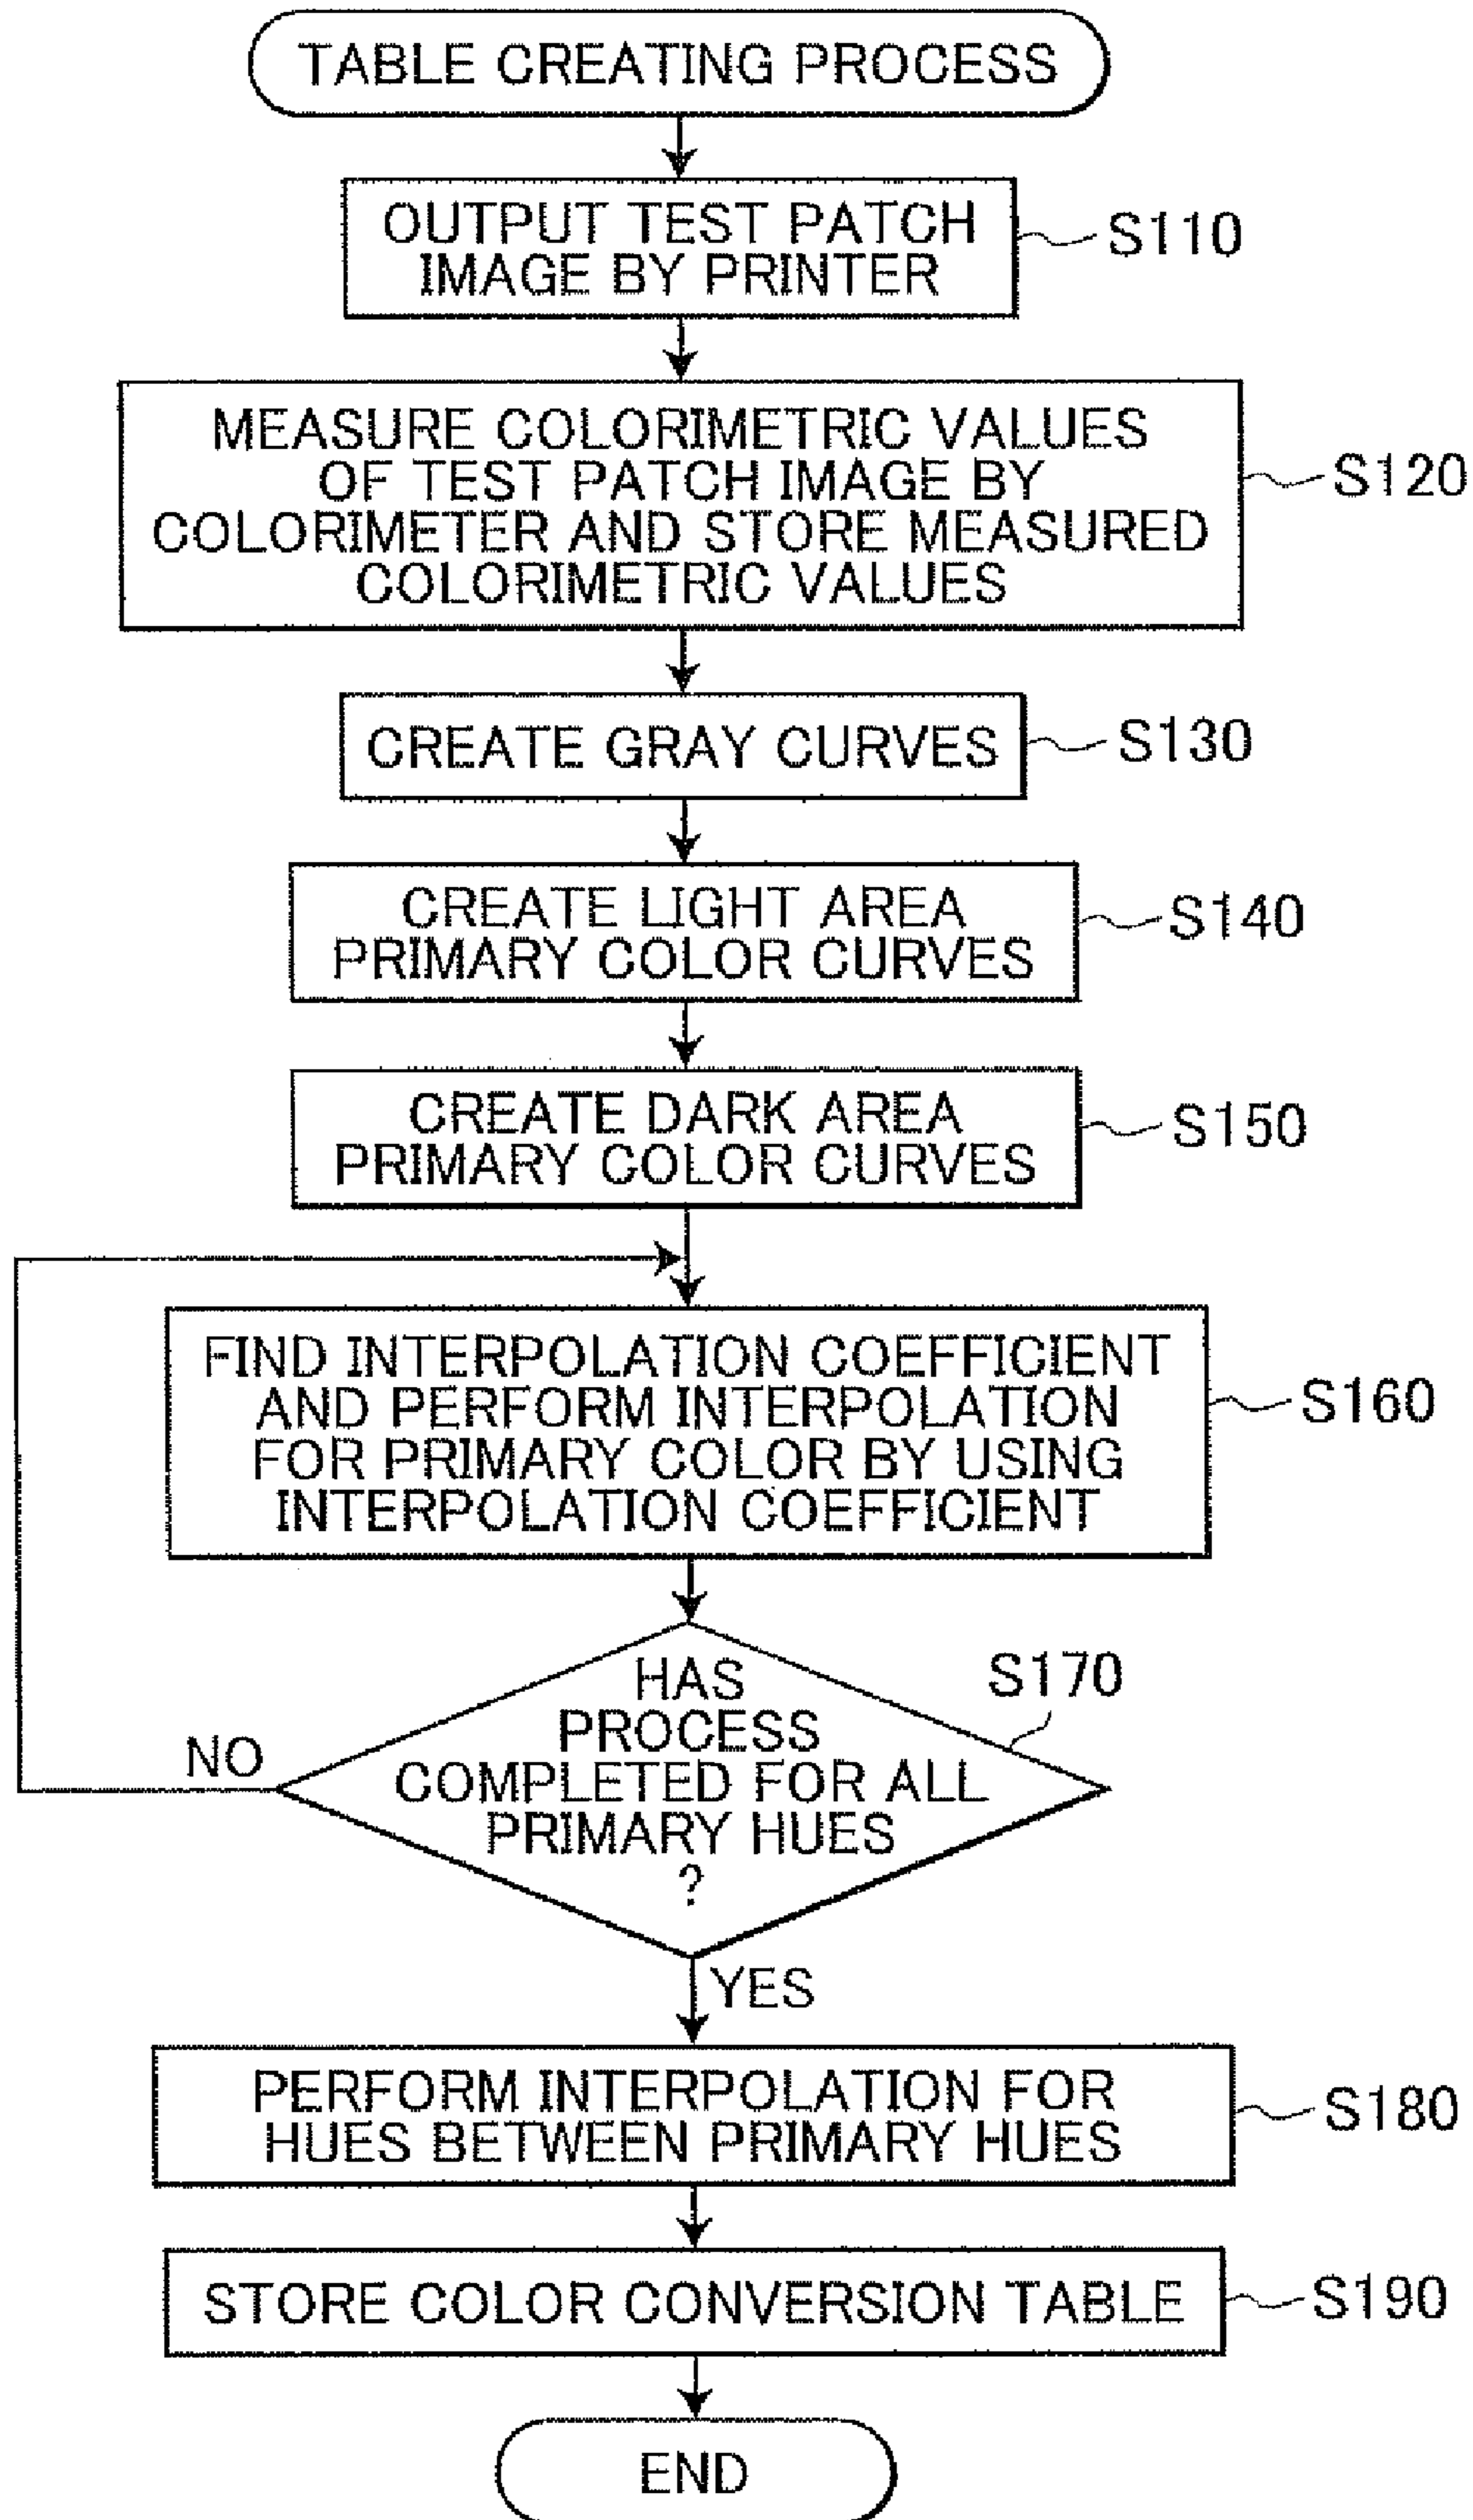 TABLE CREATING PROCESS
OUTPUT TEST PATCH
IMAGE BY PRINTER
S110
MEASURE COLORIMETRIC VALUES
OF TEST PATCH IMAGE BY
COLORIMETER AND STORE MEASURED
COLORIMETRIC VALUES
S120
CREATE GRAY CURVES
S130
CREATE LIGHT AREA
PRIMARY COLOR CURVES
S140
CREATE DARK AREA
PRIMARY COLOR CURVES
S150
FIND INTERPOLATION COEFFICIENT
AND PERFORM INTERPOLATION
FOR PRIMARY COLOR BY USING
INTERPOLATION COEFFICIENT
S160
HAS
PROCESS
COMPLETED FOR ALL
PRIMARY HUES
?
S170
NO
YES
PERFORM INTERPOLATION FOR
HUES BETWEEN PRIMARY HUES
S180
STORE COLOR CONVERSION TABLE
S190
END